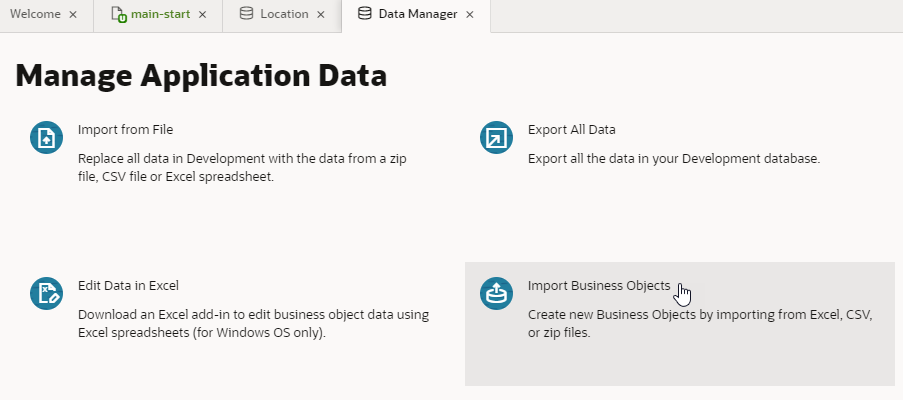 Welcome × main-start × Location × Data Manager ×
Manage Application Data
Import from File
Replace all data in Development with the data from a zip
file, CSV file or Excel spreadsheet.
Export All Data
Export all the data in your Development database.
Edit Data in Excel
Download an Excel add-in to edit business object data using
Excel spreadsheets (for Windows OS only).
Import Business Objects
Create new Business Objects by importing from Excel, CSV,
or zip files.